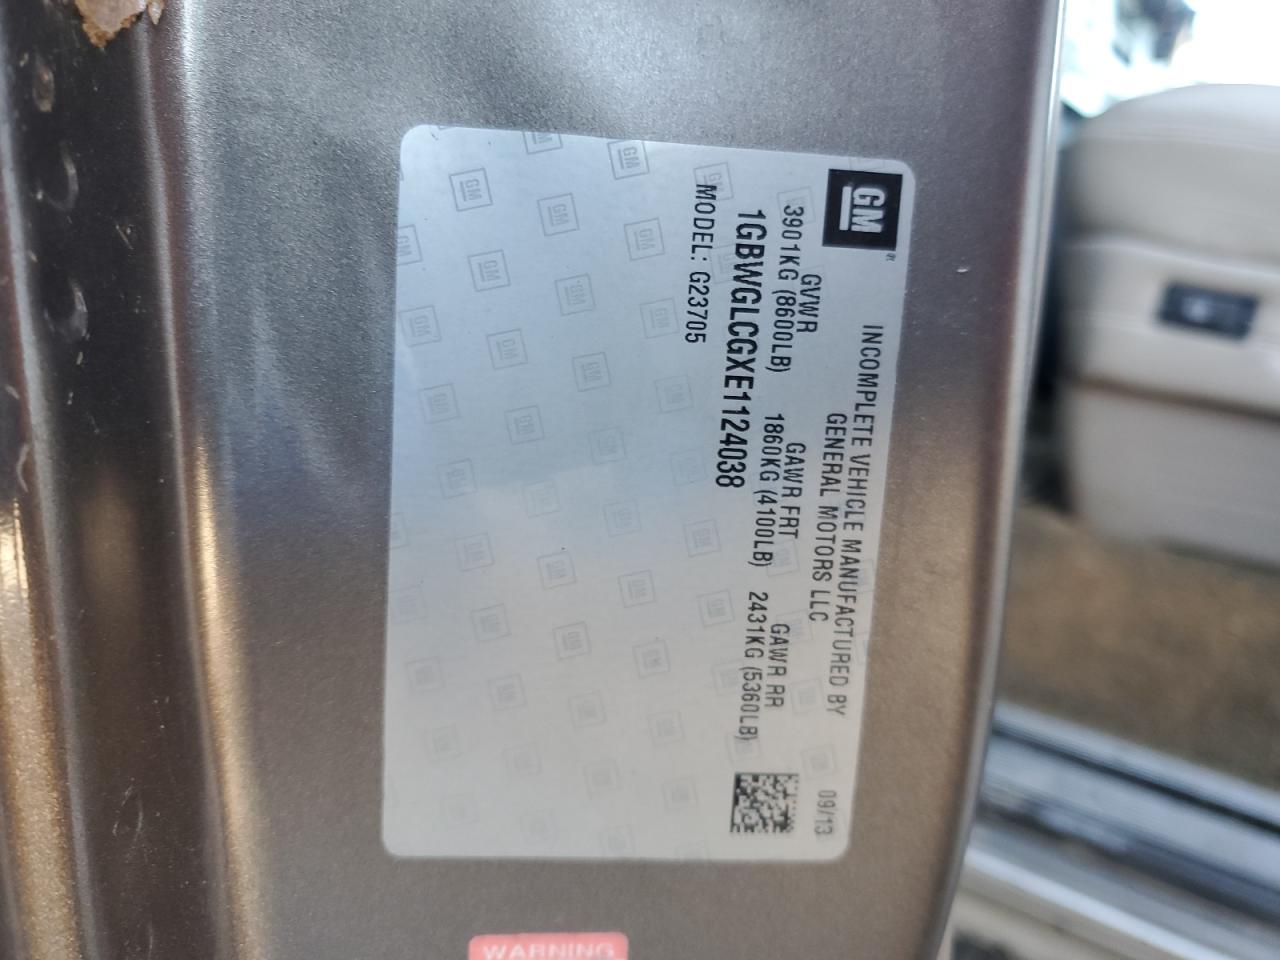 GM
INCOMPLETE VEHICLE MANUFACTURED BY
GENERAL MOTORS LLC
09/13
GVWR GAWR FRT GAWR RR
3901KG (8600LB) 1860KG (4100LB) 2431KG (5360LB)
1GBWGLCGXE1124038
MODEL: G23705
WARNING